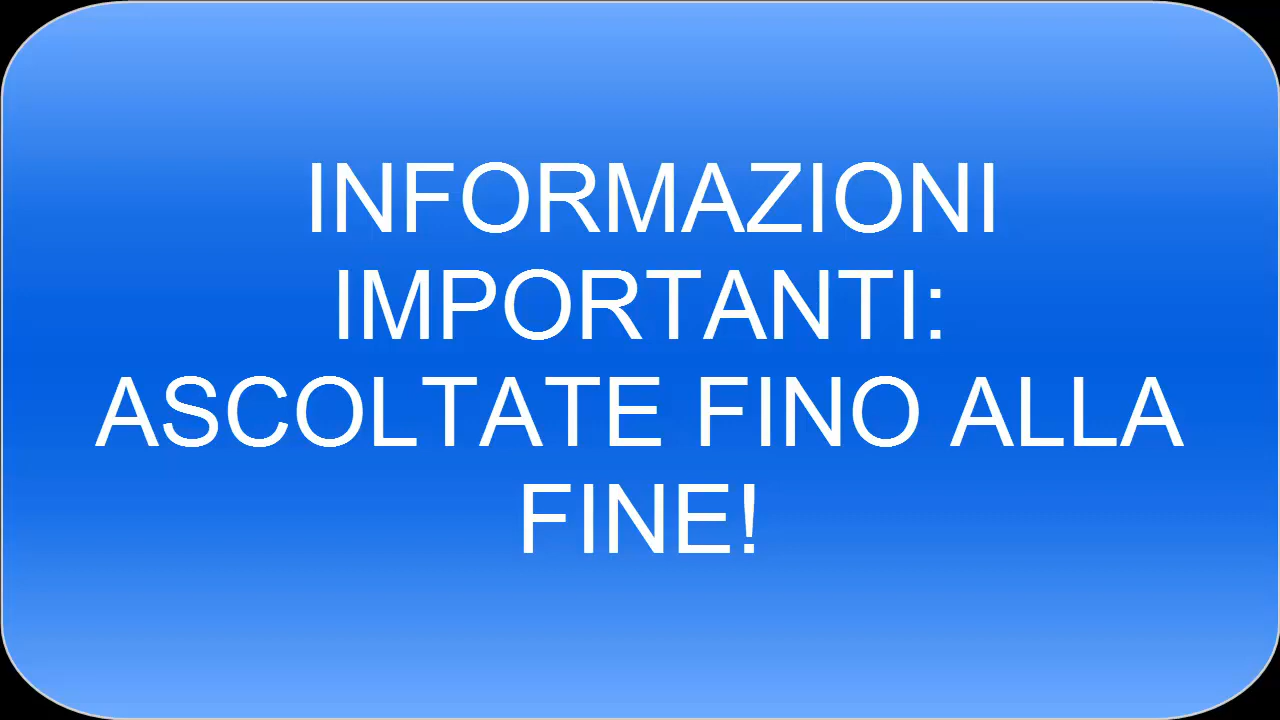 INFORMAZIONI
IMPORTANTI:
ASCOLTATE FINO ALLA
FINE!